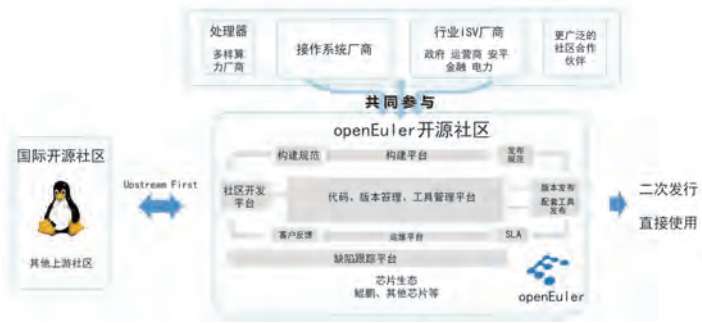 处理器
多样算
力厂商
操作系统厂商
行业ISV厂商
政府 运营商 安平
金融 电力
更广泛的
社区合作
伙伴
共同参与
openEuler开源社区
国际开源社区
其他上游社区
Upstream First
构建规范
构建平台
发布
规范
社区开发
平台
代码、版本管理、工具管理平台
版本发布
配套工具
发布
客户反馈
运维平台
SLA
缺陷跟踪平台
芯片生态
鲲鹏、其他芯片等
openEuler
二次发行
直接使用